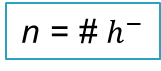 n = # h⁻